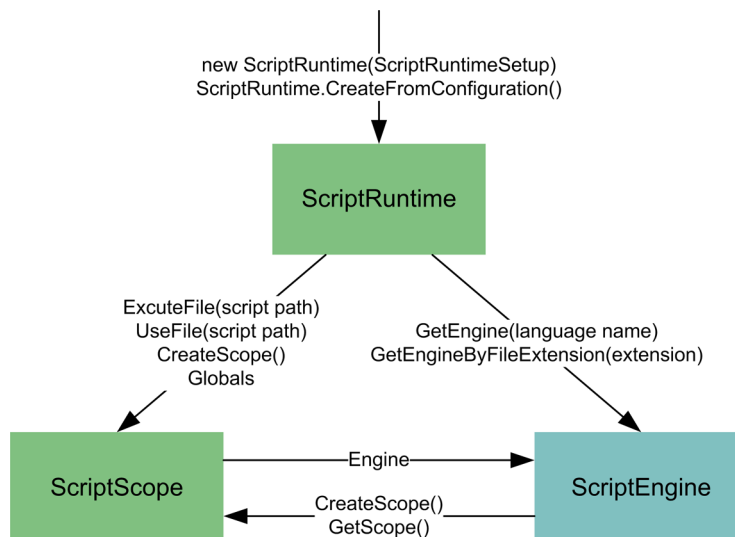 new ScriptRuntime(ScriptRuntimeSetup)
ScriptRuntime.CreateFromConfiguration()
ScriptRuntime
ExcuteFile(script path)
UseFile(script path)
CreateScope()
Globals
GetEngine(language name)
GetEngineByFileExtension(extension)
ScriptScope
Engine
CreateScope()
GetScope()
ScriptEngine